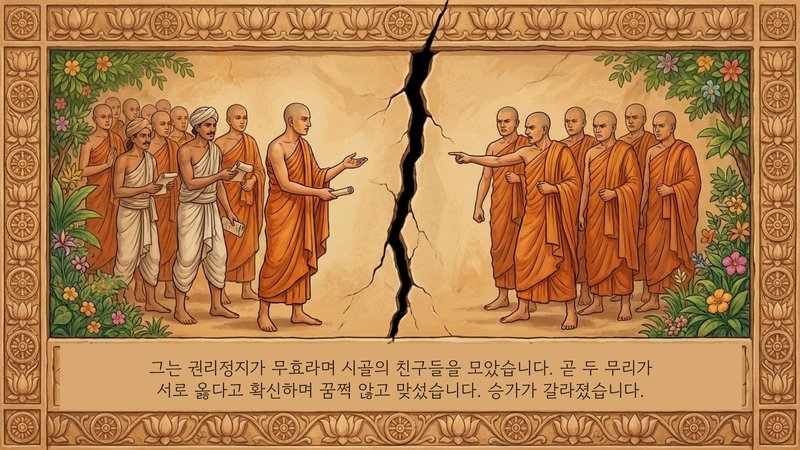 그는 권리정지가 무효라며 시골의 친구들을 모았습니다. 곧 두 무리가
서로 옳다고 확신하며 꿈쩍 않고 맞섰습니다. 승가가 갈라졌습니다.